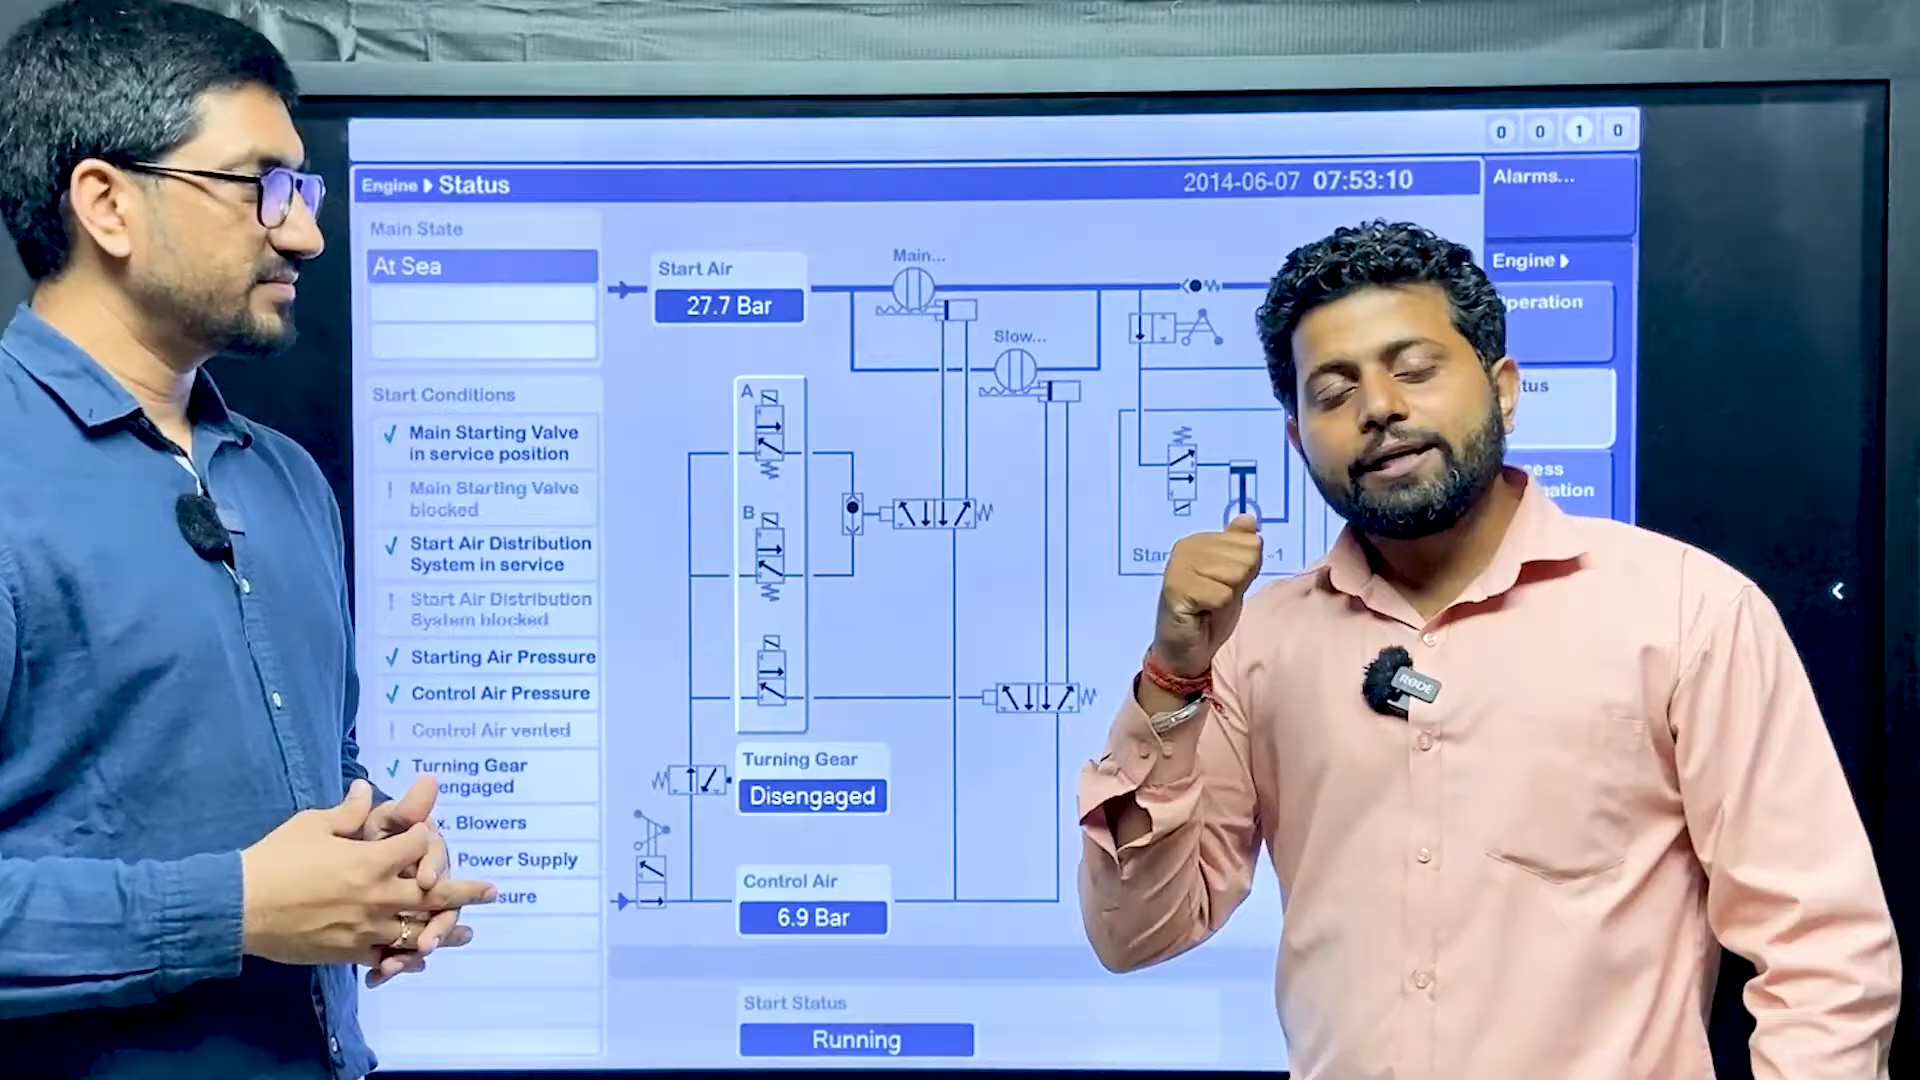 0 0 1 0
Engine Status
2014-06-07 07:53:10
Alarms...
Main State
At Sea
Start Air
27.7 Bar
Main...
Slow...
Engine
Start Conditions
Main Starting Valve
in service position
Main Starting Valve
blocked
Start Air Distribution
System in service
Start Air Distribution
System blocked
Starting Air Pressure
Control Air Pressure
Control Air vented
Turning Gear
engaged
Blowers
Power Supply
A
B
Turning Gear
Disengaged
Control Air
6.9 Bar
Start Status
Running
RØDE